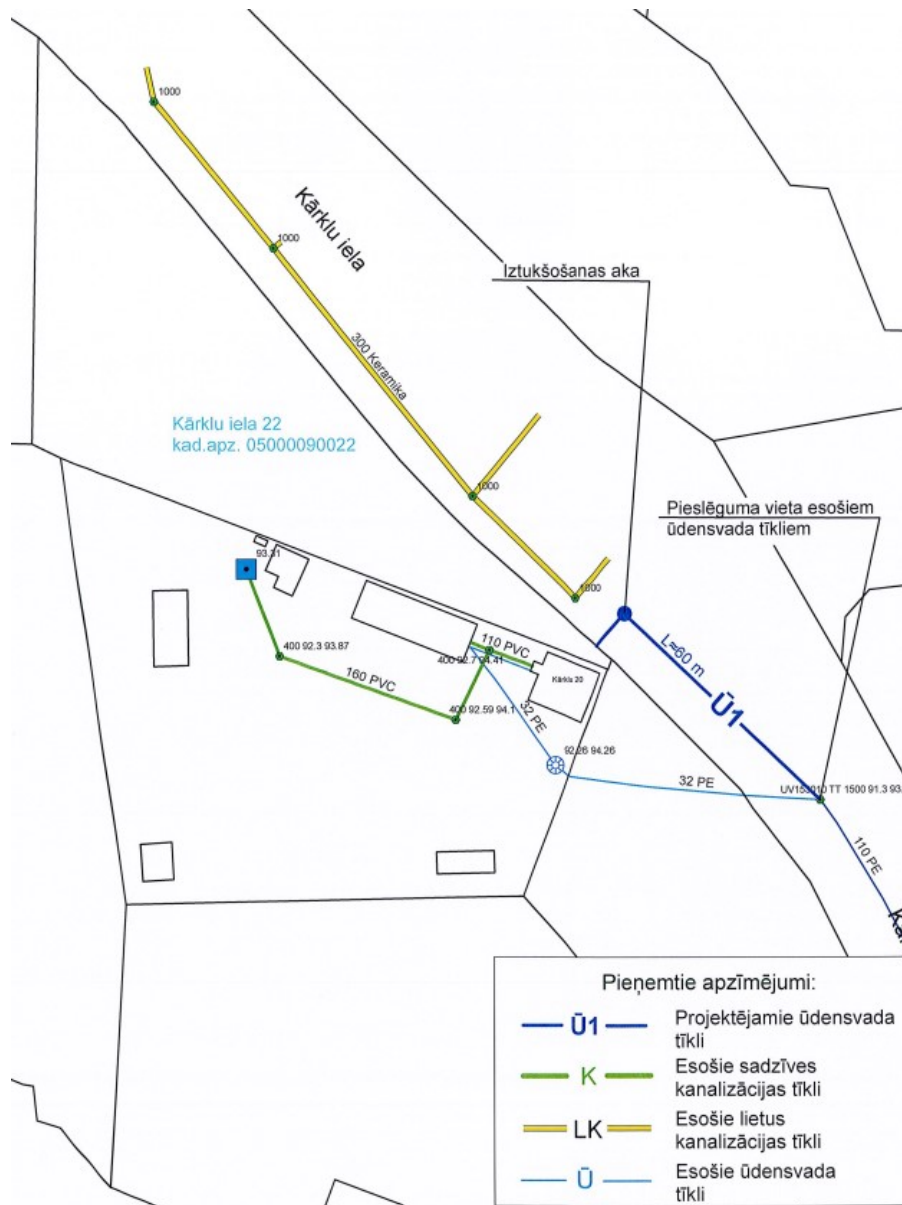 1000
1000
Kārklu iela
Iztukšošanas aka
300 Keramika
Kārklu iela 22
kad.apz. 05000090022
1000
Pieslēguma vieta esošiem
ūdensvada tīkliem
93.31
1000
110 PVC
L≈60 m
400 92.3 93.87
400 92.7 94.41
Kārklu 20
160 PVC
Ū1
400 92.59 94.1
32 PE
92.26 94.26
32 PE
UV153010 TT 1500 91.3 93.
110 PE
Pieņemtie apzīmējumi:
Ū1
Projektējamie ūdensvada
tīkli
K
Esošie sadzīves
kanalizācijas tīkli
LK
Esošie lietus
kanalizācijas tīkli
Ū
Esošie ūdensvada
tīkli